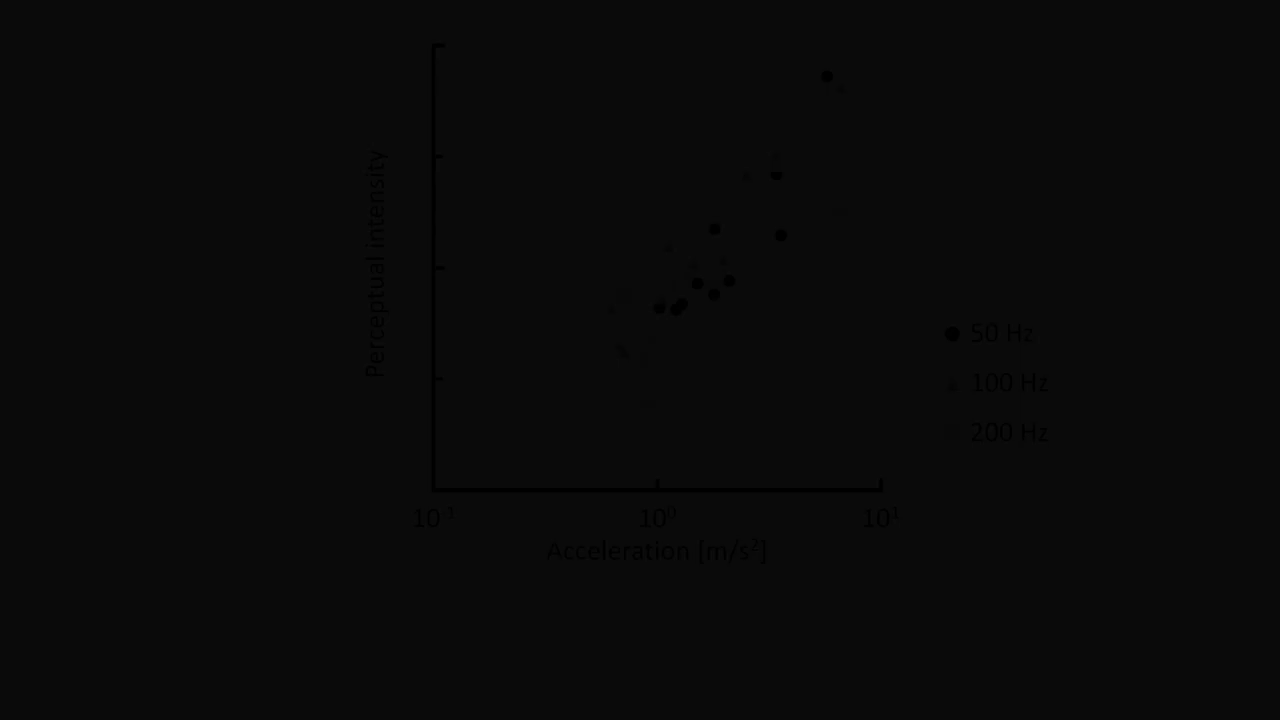 Perceptual intensity
50 Hz
100 Hz
200 Hz
10⁻¹ 10⁰ 10¹
Acceleration [m/s²]